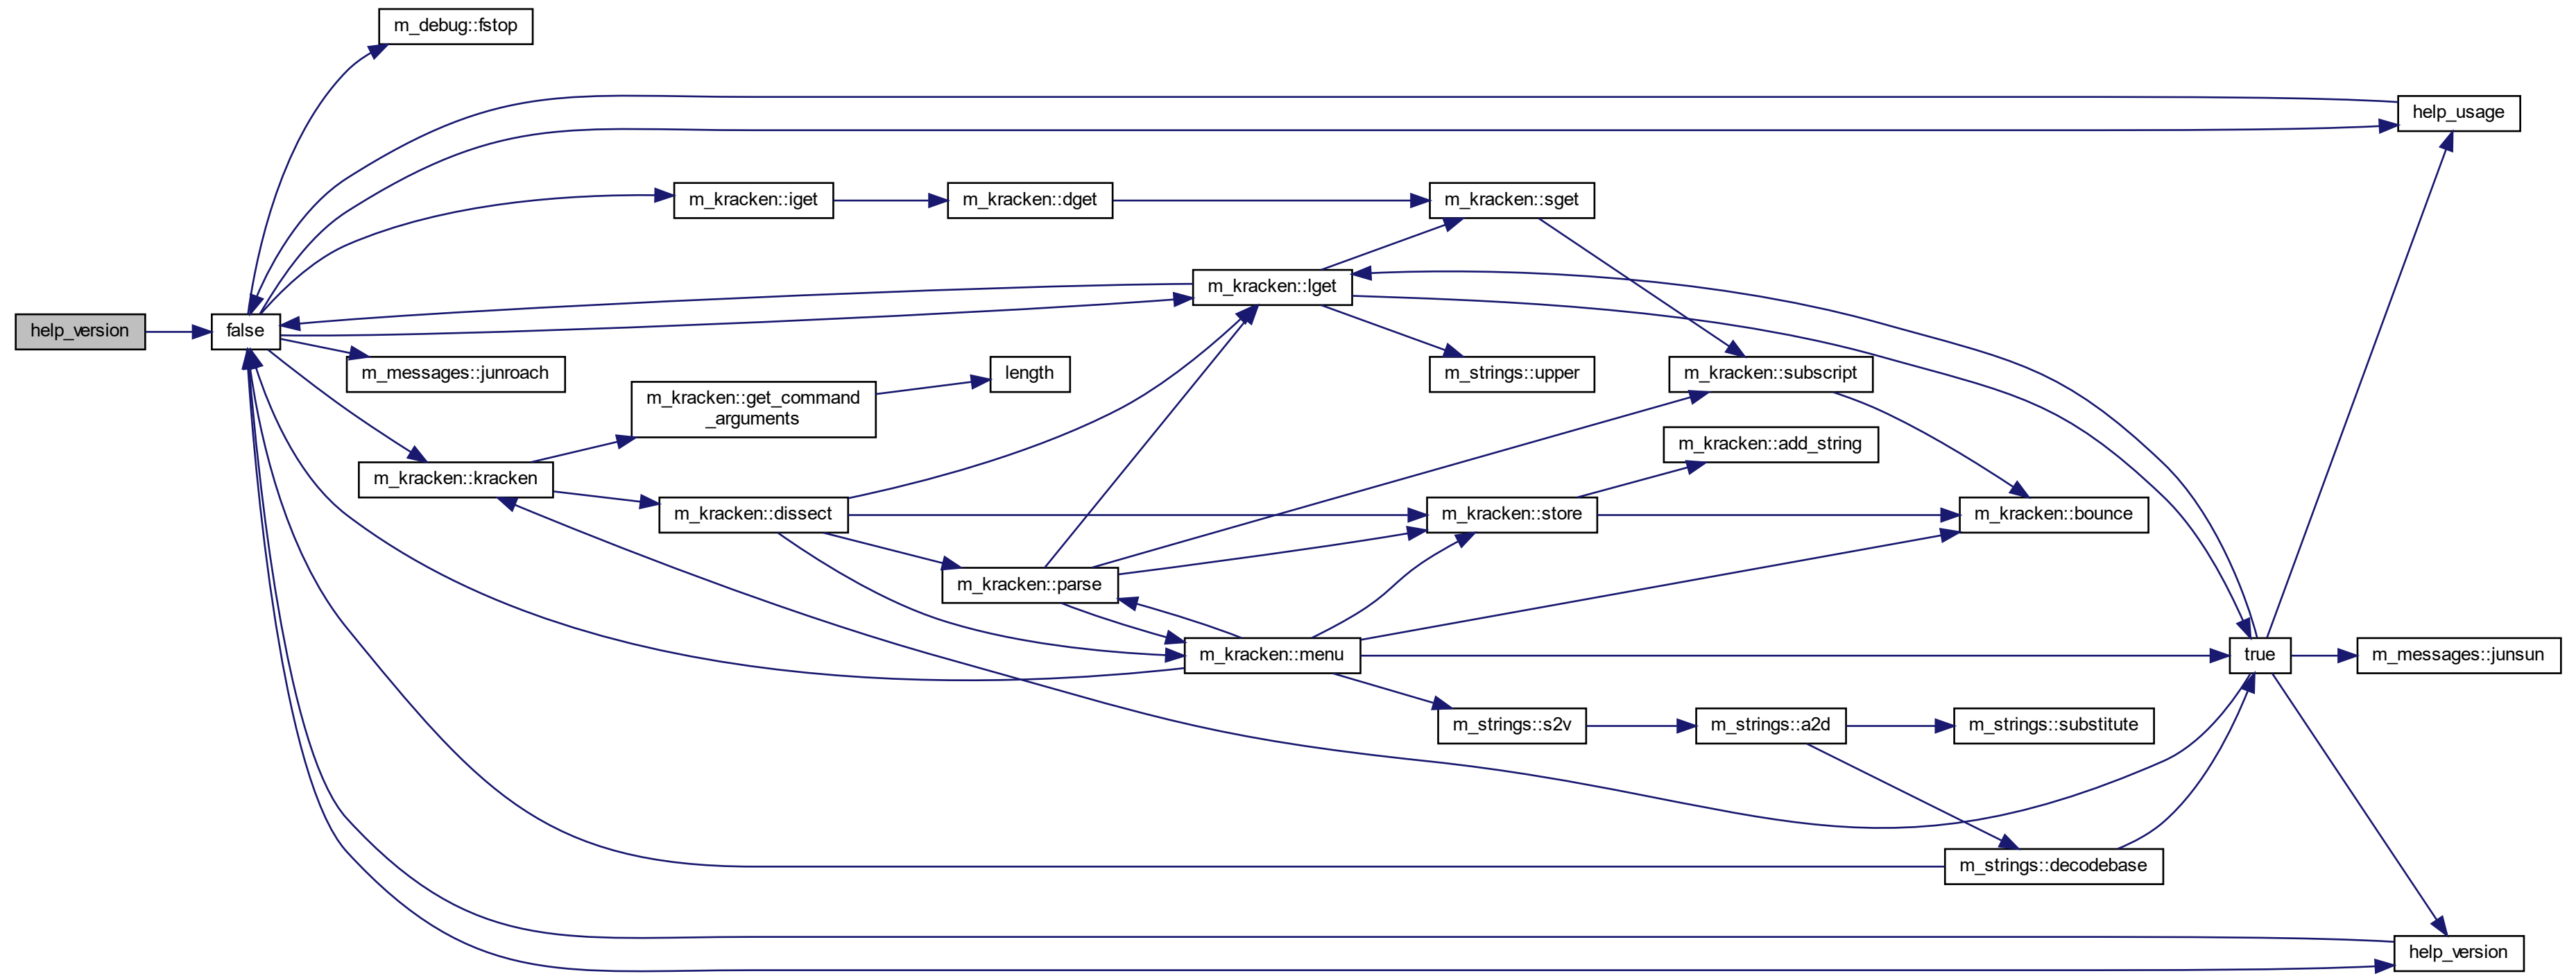 m_debug::fstop
help_usage
m_kracken::iget
m_kracken::dget
m_kracken::sget
m_kracken::lget
help_version
false
m_messages::junroach
length
m_strings::upper
m_kracken::subscript
m_kracken::get_command
_arguments
m_kracken::add_string
m_kracken::kracken
m_kracken::dissect
m_kracken::store
m_kracken::bounce
m_kracken::parse
m_kracken::menu
true
m_messages::junsun
m_strings::s2v
m_strings::a2d
m_strings::substitute
m_strings::decodebase
help_version